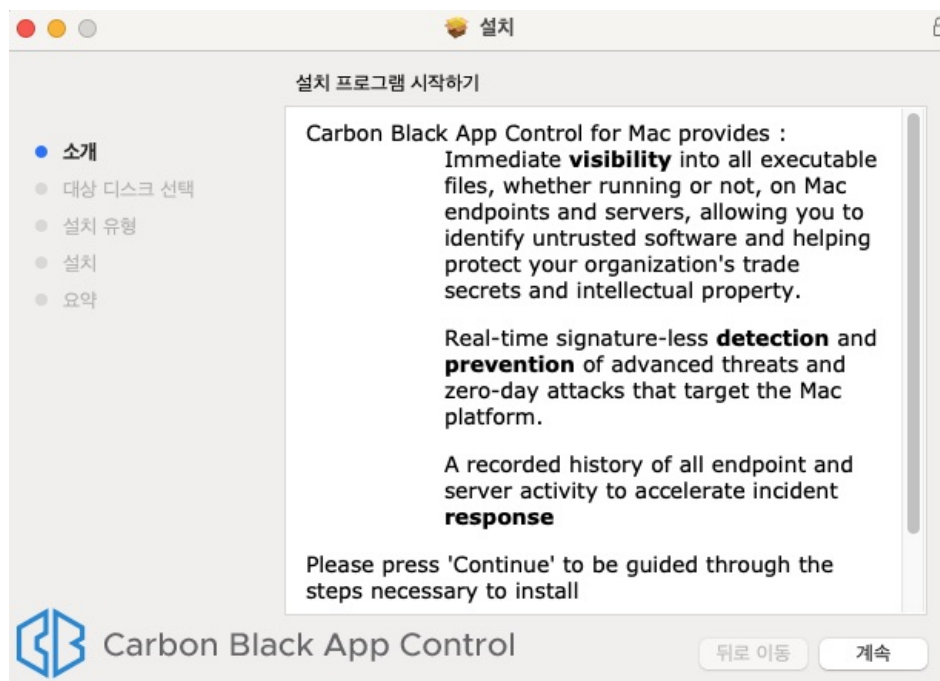 설치
설치 프로그램 시작하기
소개
대상 디스크 선택
설치 유형
설치
요약
Carbon Black App Control for Mac provides :
Immediate visibility into all executable
files, whether running or not, on Mac
endpoints and servers, allowing you to
identify untrusted software and helping
protect your organization's trade
secrets and intellectual property.
Real-time signature-less detection and
prevention of advanced threats and
zero-day attacks that target the Mac
platform.
A recorded history of all endpoint and
server activity to accelerate incident
response
Please press 'Continue' to be guided through the
steps necessary to install
Carbon Black App Control
뒤로 이동
계속